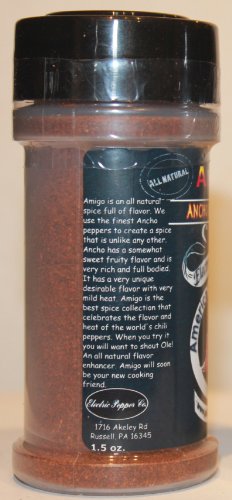 ALL NATURAL
A
ANCHO
Amigo is an all natural
spice full of flavor. We
use the finest Ancho
peppers to create a spice
that is unlike any other.
Ancho has a somewhat
sweet fruity flavor and is
very rich and full bodied.
It has a very unique
desirable flavor with very
mild heat. Amigo is the
best spice collection that
celebrates the flavor and
heat of the world's chili
peppers. When you try it
you will want to shout Ole!
An all natural flavor
enhancer. Amigo will soon
be your new cooking
friend.
Electric Pepper Co.
1716 Akeley Rd
Russell, PA 16345
1.5 oz.